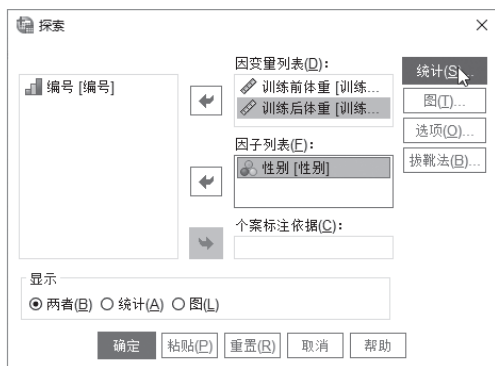 探索
编号 [编号]
因变量列表(D):
训练前体重 [训练...
训练后体重 [训练...
因子列表(F):
性别 [性别]
个案标注依据(C):
统计(S)...
图(T)...
选项(O)...
拔靴法(B)...
显示
两者(B) 统计(A) 图(L)
确定 粘贴(P) 重置(R) 取消 帮助